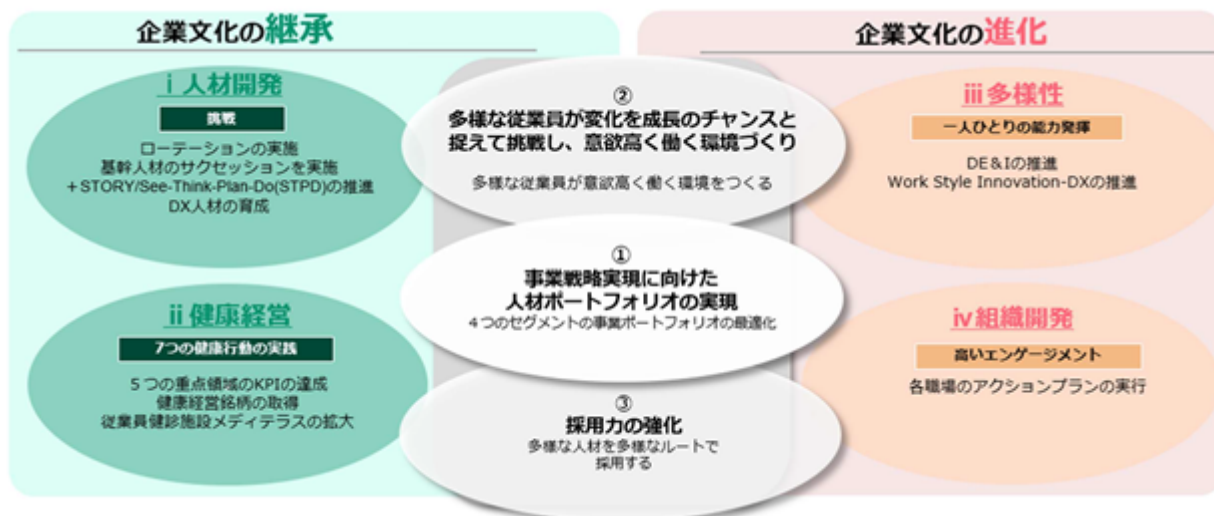 企業文化の継承
i 人材開発
挑戦
ローテーションの実施
基幹人材のサクセッションを実施
+STORY/See-Think-Plan-Do(STPD)の推進
DX人材の育成
ii 健康経営
7つの健康行動の実践
5つの重点領域のKPIの達成
健康経営銘柄の取得
従業員健診施設メディテラスの拡大
②
多様な従業員が変化を成長のチャンスと
捉えて挑戦し、意欲高く働く環境づくり
多様な従業員が意欲高く働く環境をつくる
①
事業戦略実現に向けた
人材ポートフォリオの実現
4つのセグメントの事業ポートフォリオの最適化
③
採用力の強化
多様な人材を多様なルートで
採用する
企業文化の進化
iii 多様性
一人ひとりの能力発揮
DE&Iの推進
Work Style Innovation-DXの推進
iv 組織開発
高いエンゲージメント
各職場のアクションプランの実行